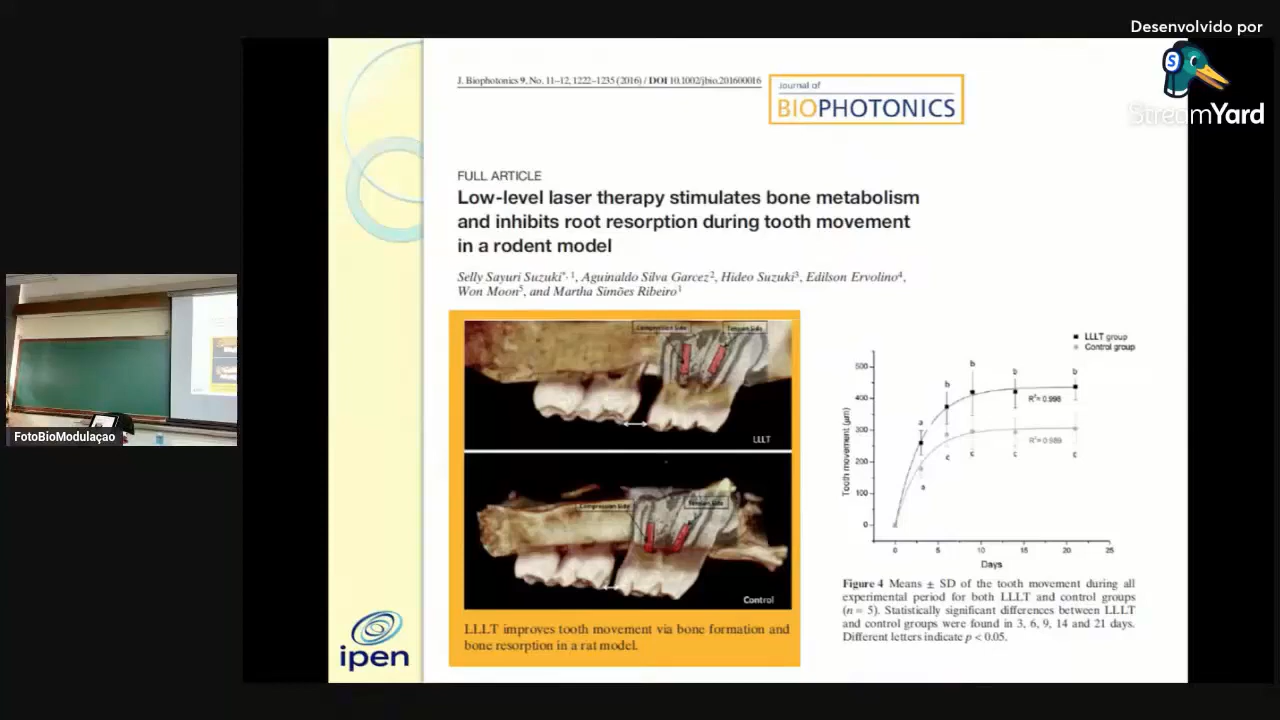 Desenvolvido por
StreamYard
J. Biophotonics 9, No. 11–12, 1222–1235 (2016) / DOI 10.1002/jbio.201600016
Journal of
BIOPHOTONICS
FULL ARTICLE
Low-level laser therapy stimulates bone metabolism
and inhibits root resorption during tooth movement
in a rodent model
Selly Sayuri Suzuki*, 1, Aguinaldo Silva Garcez2, Hideo Suzuki3, Edilson Ervolino4,
Won Moon5, and Martha Simões Ribeiro1
Compression Side
Tension Side
LLLT
Compression Side
Tension Side
Control
LLLT improves tooth movement via bone formation and
bone resorption in a rat model.
LLLT group
Control group
Tooth movement (μm)
500
400
300
200
100
0
a
b
b
b
b
R²= 0.998
R²= 0.989
a
c
c
c
c
0
5
10
15
20
25
Days
Figure 4 Means ± SD of the tooth movement during all
experimental period for both LLLT and control groups
(n = 5). Statistically significant differences between LLLT
and control groups were found in 3, 6, 9, 14 and 21 days.
Different letters indicate p < 0.05.
ipen
FotoBioModulaçao